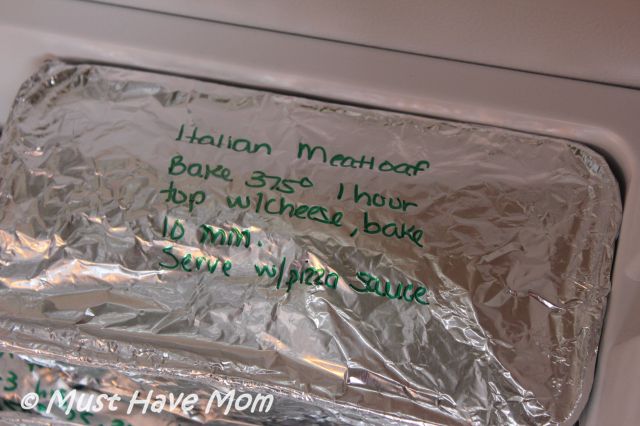 Italian Meatloaf
Bake 375° 1 hour
top w/cheese, bake
10 min.
Serve w/pizza sauce
© Must Have Mom